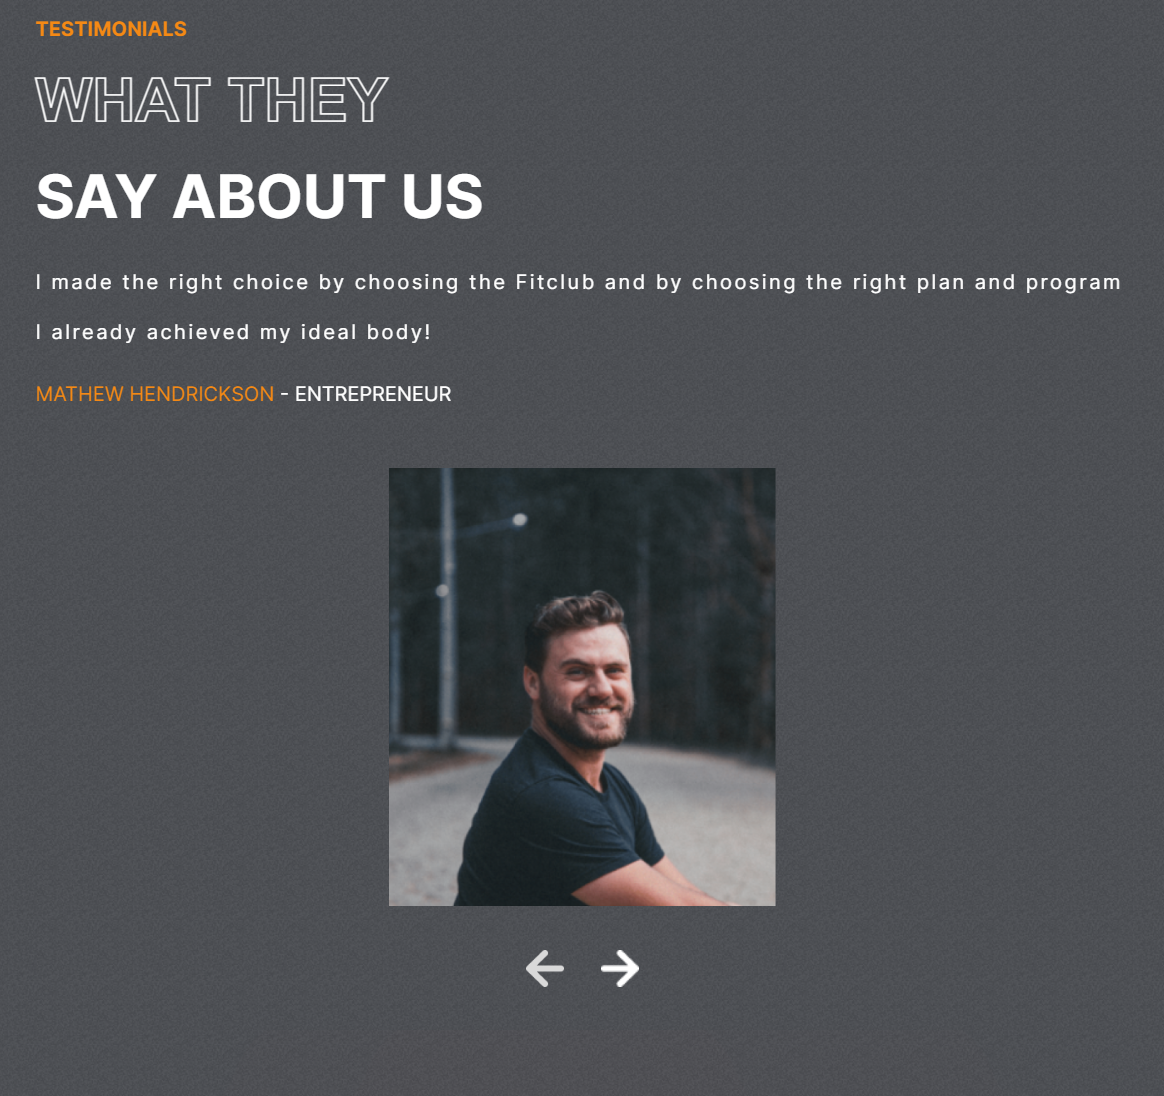 TESTIMONIALS
WHAT THEY
SAY ABOUT US
I made the right choice by choosing the Fitclub and by choosing the right plan and program
I already achieved my ideal body!
MATHEW HENDRICKSON - ENTREPRENEUR